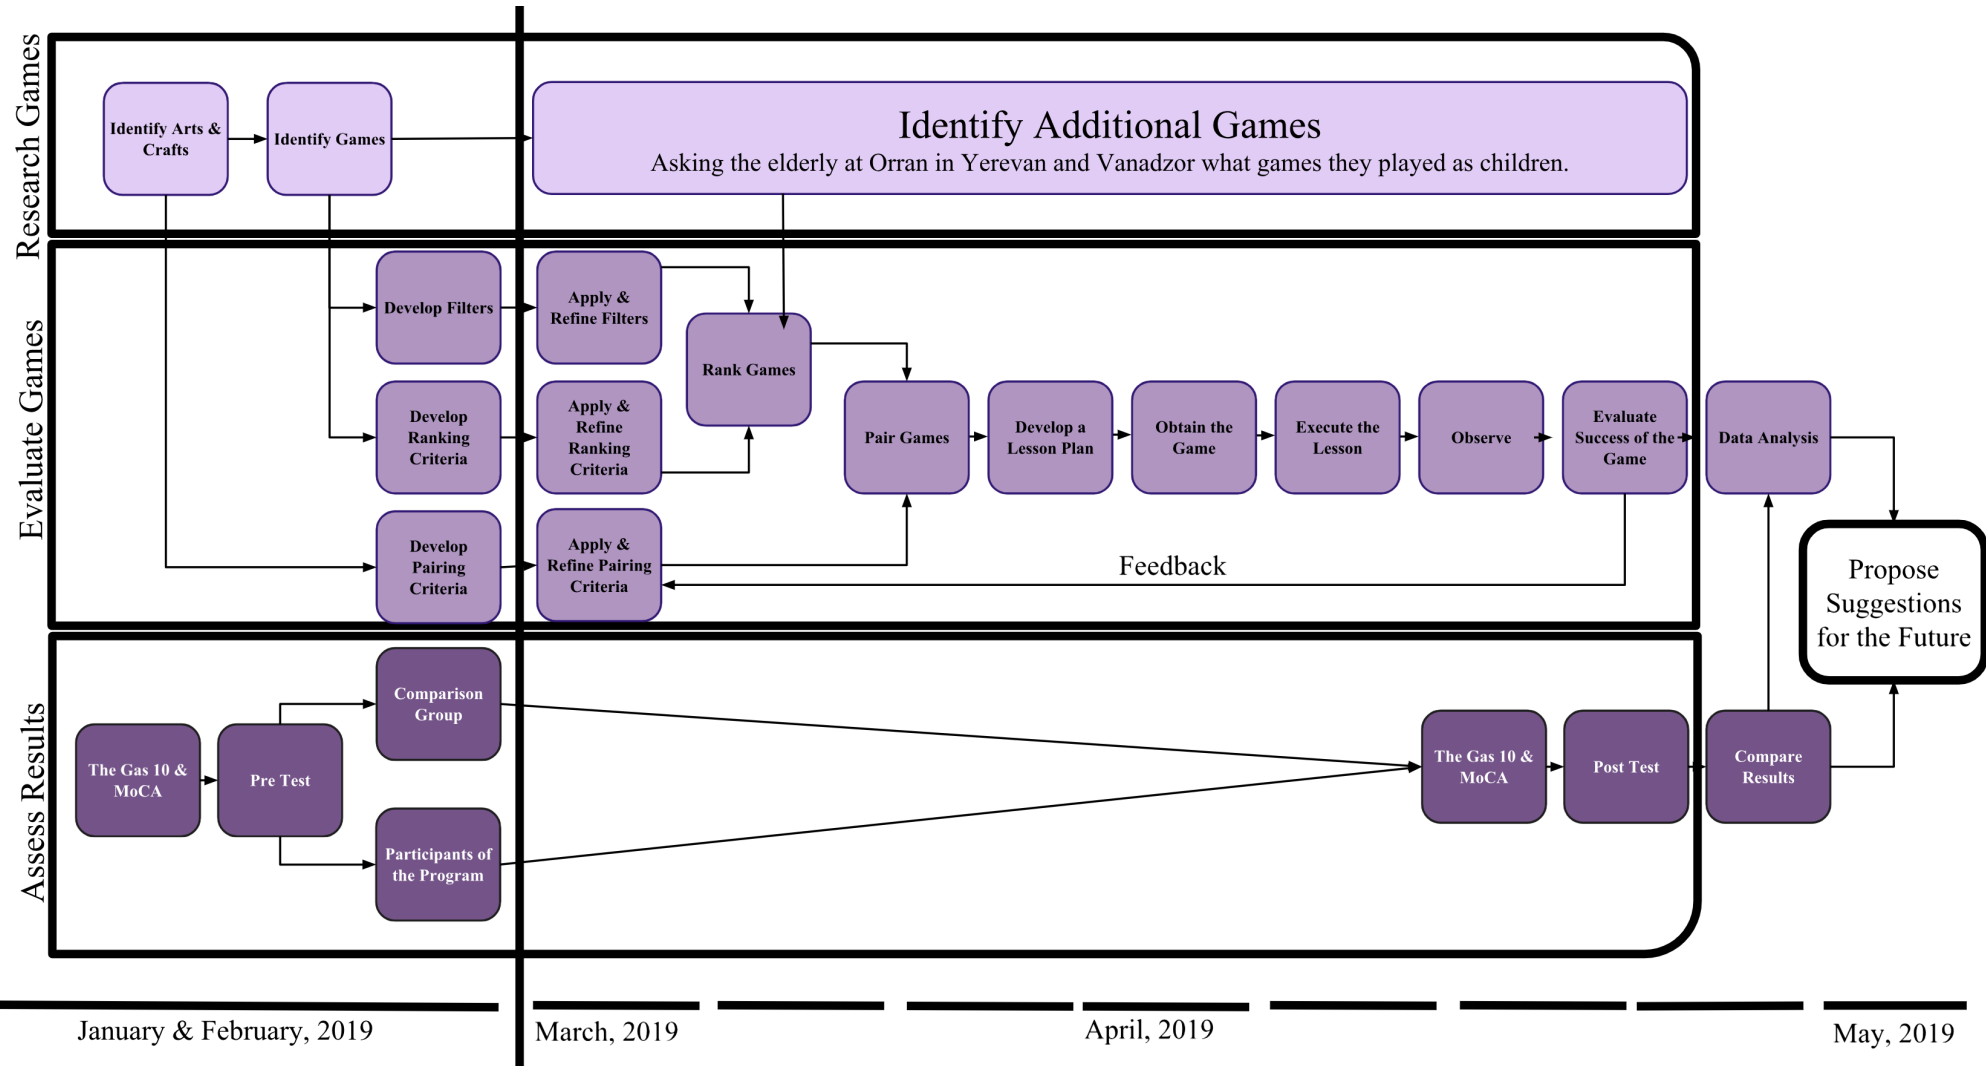 Research Games
Identify Arts &
Crafts
Identify Games
Identify Additional Games
Asking the elderly at Orran in Yerevan and Vanadzor what games they played as children.
Evaluate Games
Develop Filters
Apply &
Refine Filters
Rank Games
Develop
Ranking
Criteria
Apply &
Refine
Ranking
Criteria
Pair Games
Develop a
Lesson Plan
Obtain the
Game
Execute the
Lesson
Observe
Evaluate
Success of the
Game
Data Analysis
Develop
Pairing
Criteria
Apply &
Refine Pairing
Criteria
Feedback
Propose
Suggestions
for the Future
Assess Results
The Gas 10 &
MoCA
Pre Test
Comparison
Group
Participants of
the Program
The Gas 10 &
MoCA
Post Test
Compare
Results
January & February, 2019
March, 2019
April, 2019
May, 2019